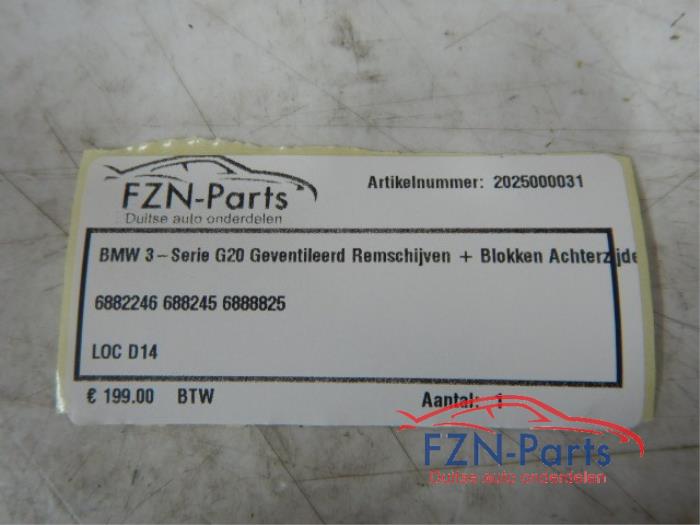 FZN-Parts
Duitse auto onderdelen
Artikelnummer: 2025000031
BMW 3-Serie G20 Geventileerd Remschijven + Blokken Achterzijde
6882246 688245 6888825
LOC D14
€ 199.00 BTW
Aantal: 1
FZN-Parts
Duitse auto onderdelen